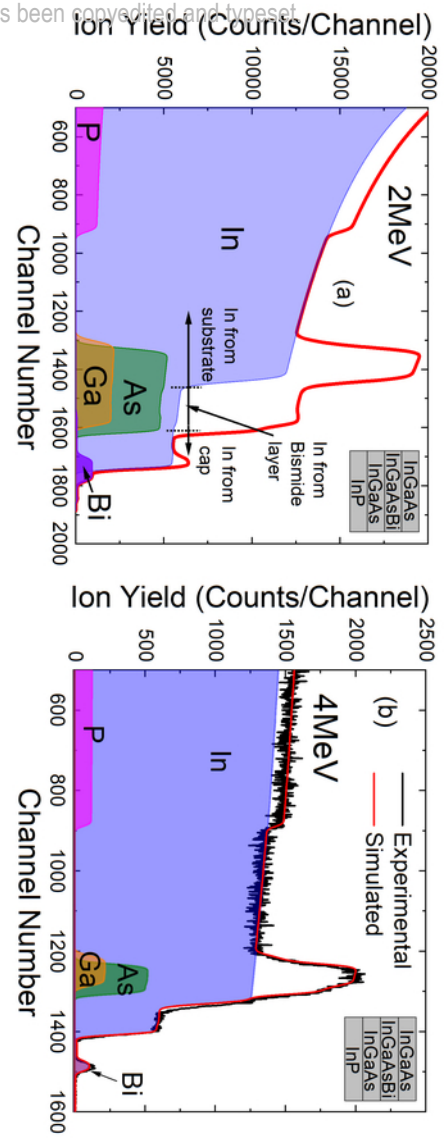 s been copyedited and typeset.
Ion Yield (Counts/Channel)
20000
15000
10000
5000
0
2MeV
(a)
In
P
In from
substrate
In from
Bismide
layer
In from
cap
As
Ga
Bi
InGaAs
InGaAsBi
InGaAs
InP
600 800 1000 1200 1400 1600 1800 2000
Channel Number
Ion Yield (Counts/Channel)
2500
2000
1500
1000
500
0
(b)
Experimental
Simulated
4MeV
In
P
As
Ga
Bi
InGaAs
InGaAsBi
InGaAs
InP
600 800 1000 1200 1400 1600
Channel Number